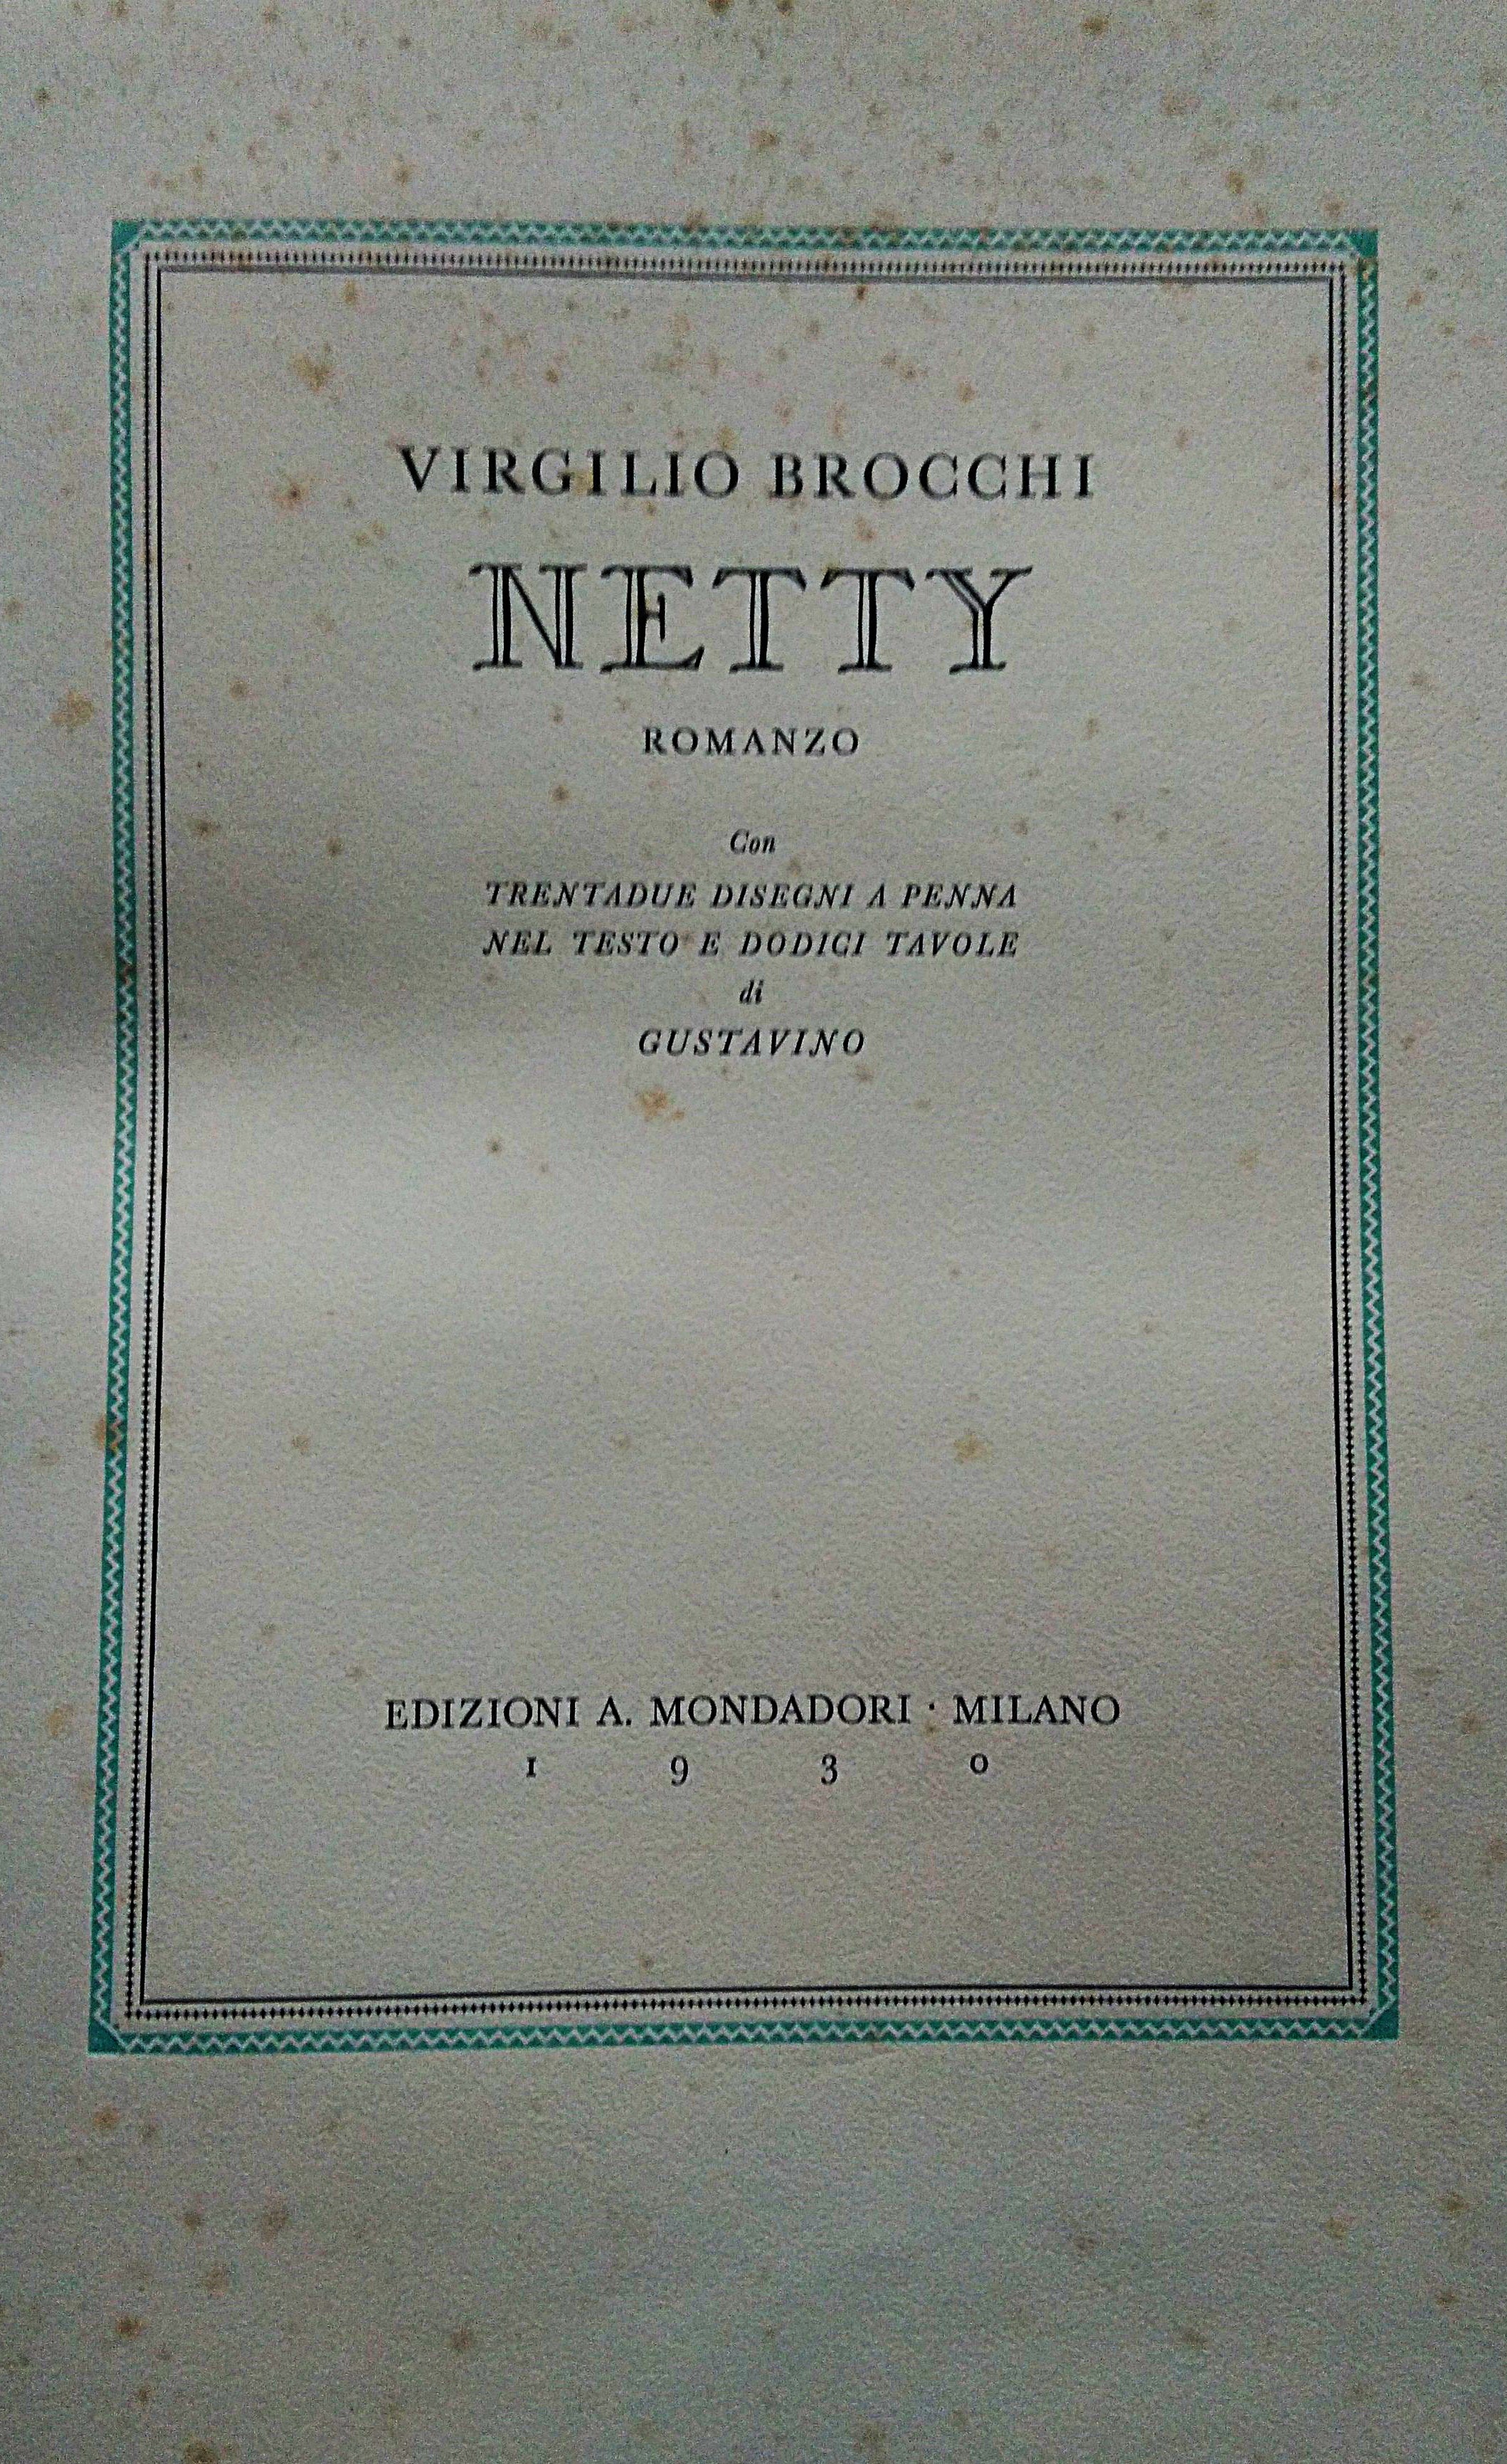 VIRGILIO BROCCHI
NETTY
ROMANZO
Con
TRENTADUE DISEGNI A PENNA
NEL TESTO E DODICI TAVOLE
di
GUSTAVINO
EDIZIONI A. MONDADORI · MILANO
1 9 3 0